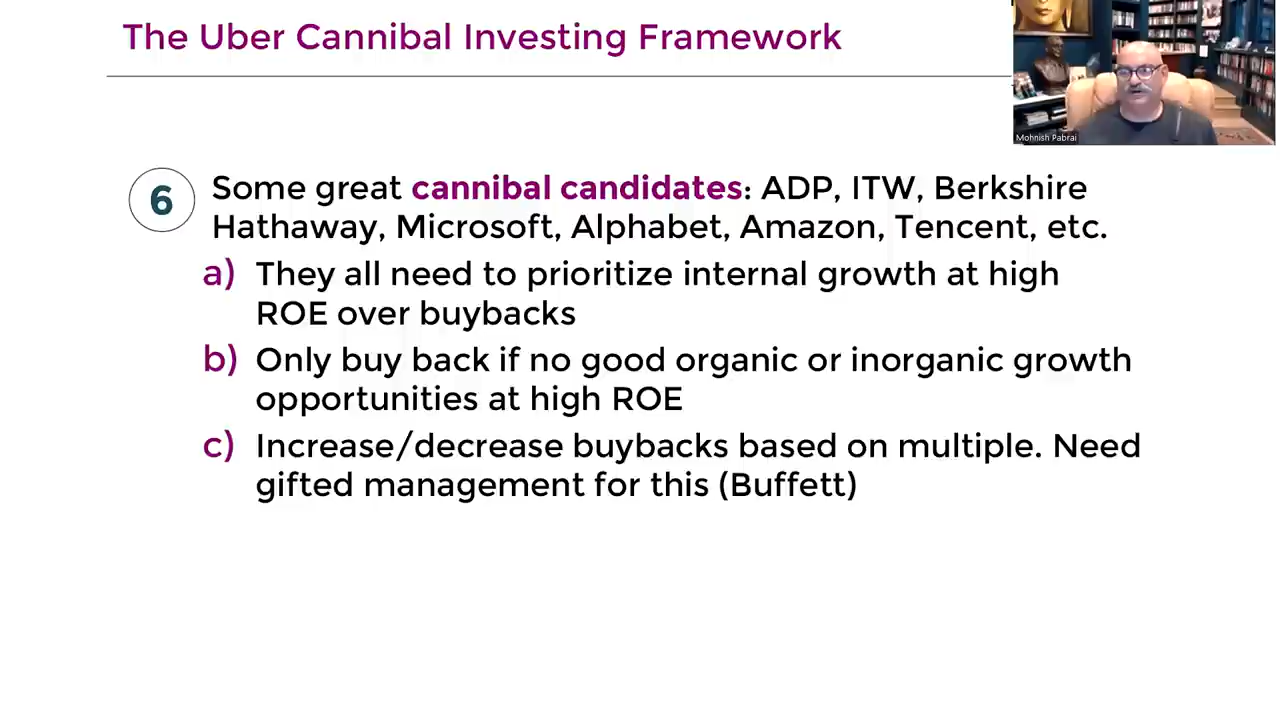 The Uber Cannibal Investing Framework
Mohnish Pabrai
6
Some great cannibal candidates: ADP, ITW, Berkshire
Hathaway, Microsoft, Alphabet, Amazon, Tencent, etc.
a) They all need to prioritize internal growth at high
ROE over buybacks
b) Only buy back if no good organic or inorganic growth
opportunities at high ROE
c) Increase/decrease buybacks based on multiple. Need
gifted management for this (Buffett)